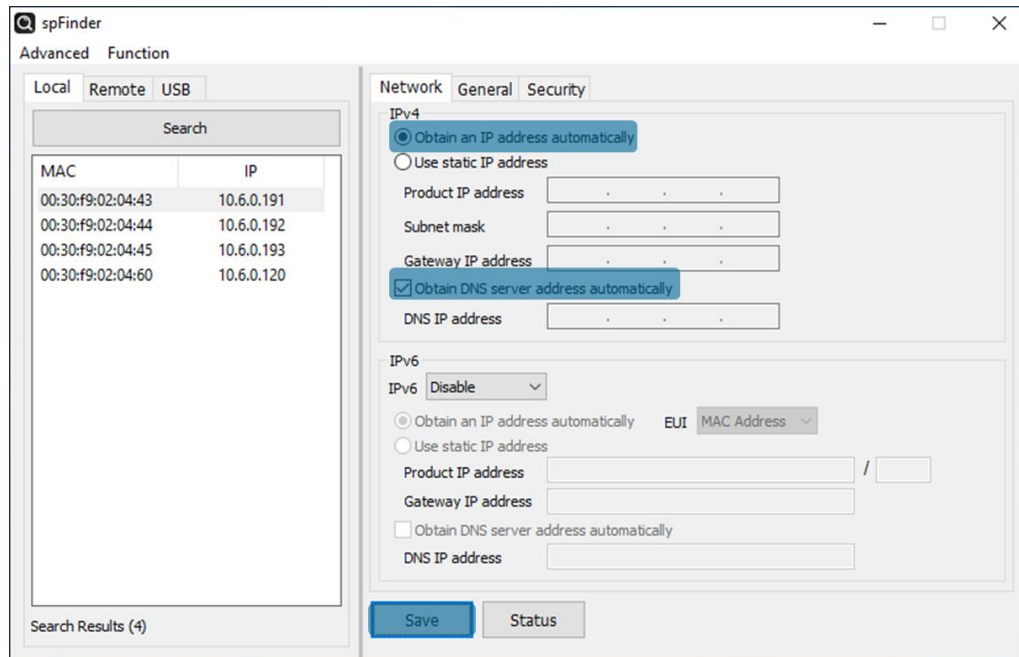 spFinder
Advanced Function
Local Remote USB
Search
MAC IP
00:30:f9:02:04:43 10.6.0.191
00:30:f9:02:04:44 10.6.0.192
00:30:f9:02:04:45 10.6.0.193
00:30:f9:02:04:60 10.6.0.120
Search Results (4)
Network General Security
IPv4
Obtain an IP address automatically
Use static IP address
Product IP address . . .
Subnet mask . . .
Gateway IP address . . .
Obtain DNS server address automatically
DNS IP address . . .
IPv6
IPv6 Disable
Obtain an IP address automatically EUI MAC Address
Use static IP address
Product IP address /
Gateway IP address
Obtain DNS server address automatically
DNS IP address
Save Status